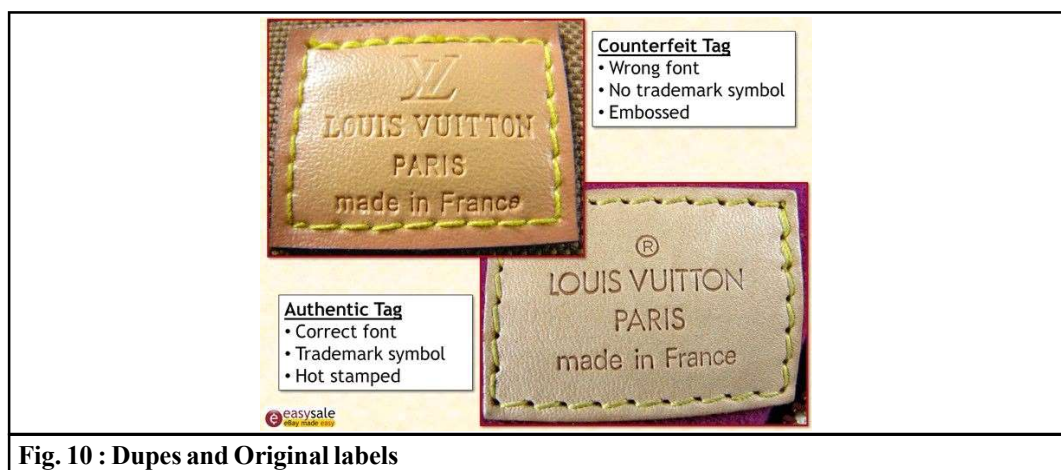 Counterfeit Tag
• Wrong font
• No trademark symbol
• Embossed
LV
LOUIS VUITTON
PARIS
made in France
Authentic Tag
• Correct font
• Trademark symbol
• Hot stamped
®
LOUIS VUITTON
PARIS
made in France
e easysale
eBay made easy
Fig. 10 : Dupes and Original labels